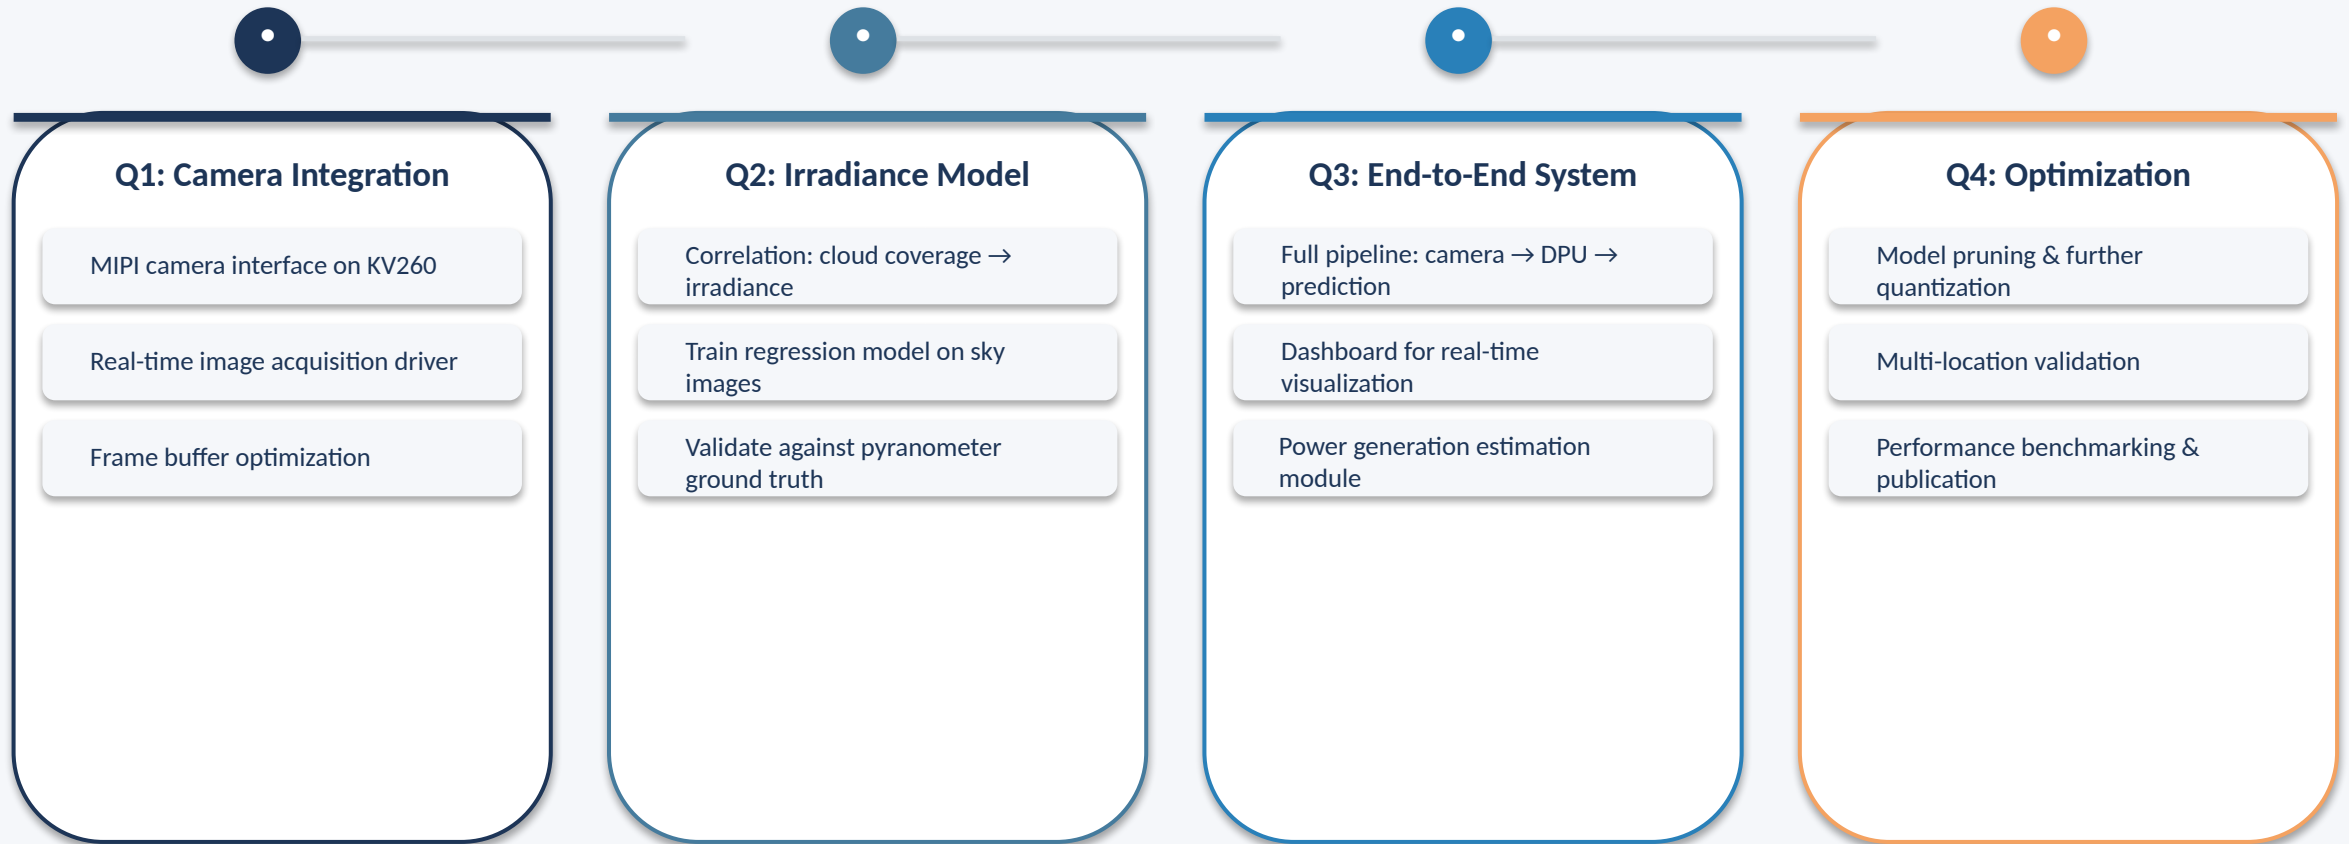 Q1: Camera Integration
MIPI camera interface on KV260
Real-time image acquisition driver
Frame buffer optimization
Q2: Irradiance Model
Correlation: cloud coverage →
irradiance
Train regression model on sky
images
Validate against pyranometer
ground truth
Q3: End-to-End System
Full pipeline: camera → DPU →
prediction
Dashboard for real-time
visualization
Power generation estimation
module
Q4: Optimization
Model pruning & further
quantization
Multi-location validation
Performance benchmarking &
publication